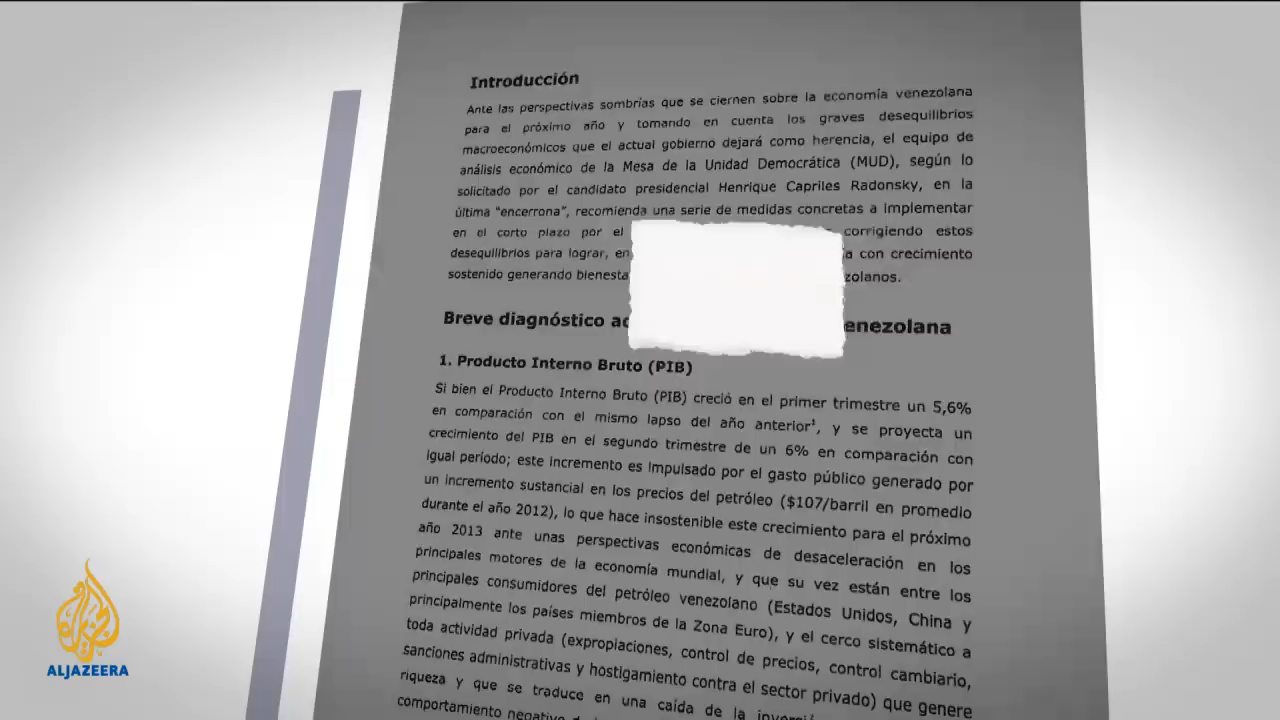 Introducción
Ante las perspectivas sombrías que se ciernen sobre la economía venezolana
para el próximo año y tomando en cuenta los graves desequilibrios
macroeconómicos que el actual gobierno dejará como herencia, el equipo de
análisis económico de la Mesa de la Unidad Democrática (MUD), según lo
solicitado por el candidato presidencial Henrique Capriles Radonsky, en la
última "encerrona", recomienda una serie de medidas concretas a implementar
en el corto plazo por el corrigiendo estos
desequilibrios para lograr, en a con crecimiento
sostenido generando bienesta zolanos.
Breve diagnóstico ac enezolana
1. Producto Interno Bruto (PIB)
Si bien el Producto Interno Bruto (PIB) creció en el primer trimestre un 5,6%
en comparación con el mismo lapso del año anterior¹, y se proyecta un
crecimiento del PIB en el segundo trimestre de un 6% en comparación con
igual período; este incremento es impulsado por el gasto público generado por
un incremento sustancial en los precios del petróleo ($107/barril en promedio
durante el año 2012), lo que hace insostenible este crecimiento para el próximo
año 2013 ante unas perspectivas económicas de desaceleración en los
principales motores de la economía mundial, y que su vez están entre los
principales consumidores del petróleo venezolano (Estados Unidos, China y
principalmente los países miembros de la Zona Euro), y el cerco sistemático a
toda actividad privada (expropiaciones, control de precios, control cambiario,
sanciones administrativas y hostigamiento contra el sector privado) que genere
riqueza y que se traduce en una caída de la
comportamiento negativo
ALJAZEERA